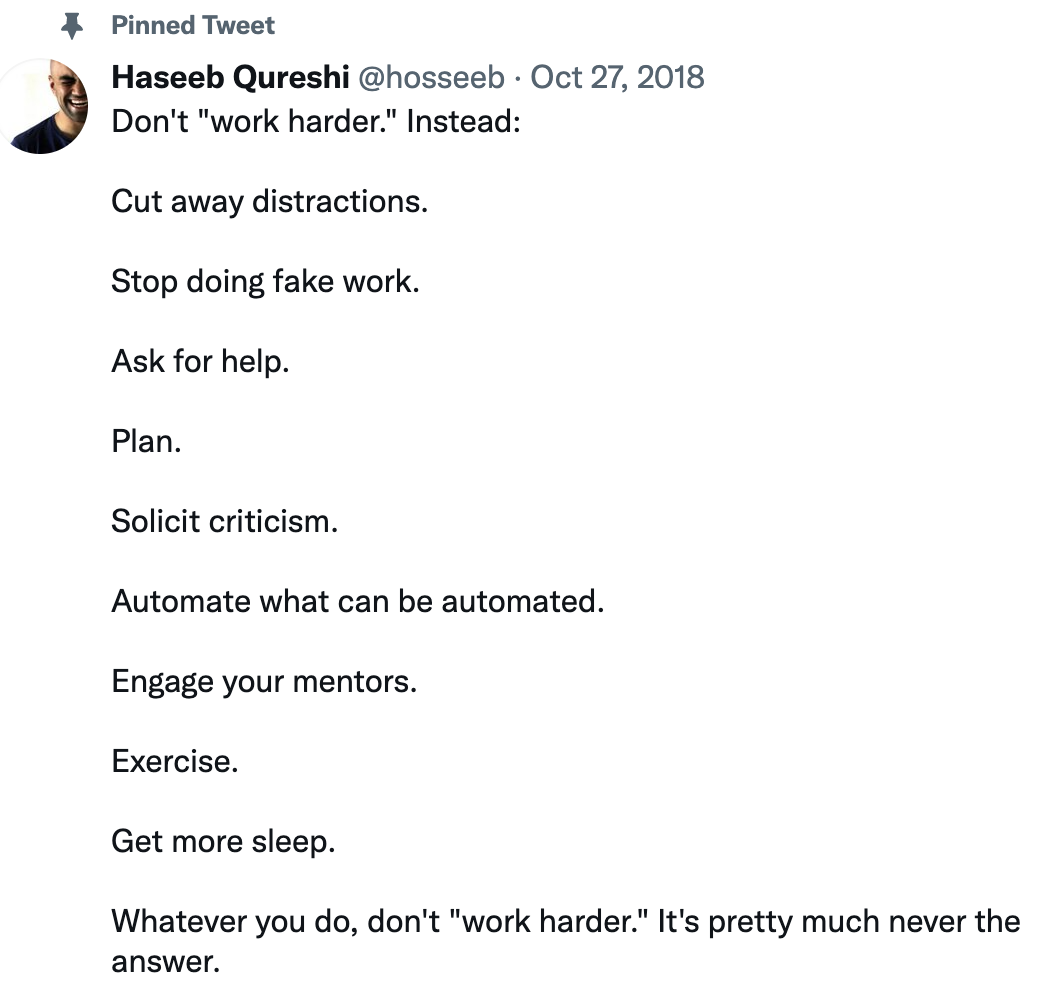 Pinned Tweet
Haseeb Qureshi @hosseeb · Oct 27, 2018
Don't "work harder." Instead:
Cut away distractions.
Stop doing fake work.
Ask for help.
Plan.
Solicit criticism.
Automate what can be automated.
Engage your mentors.
Exercise.
Get more sleep.
Whatever you do, don't "work harder." It's pretty much never the
answer.